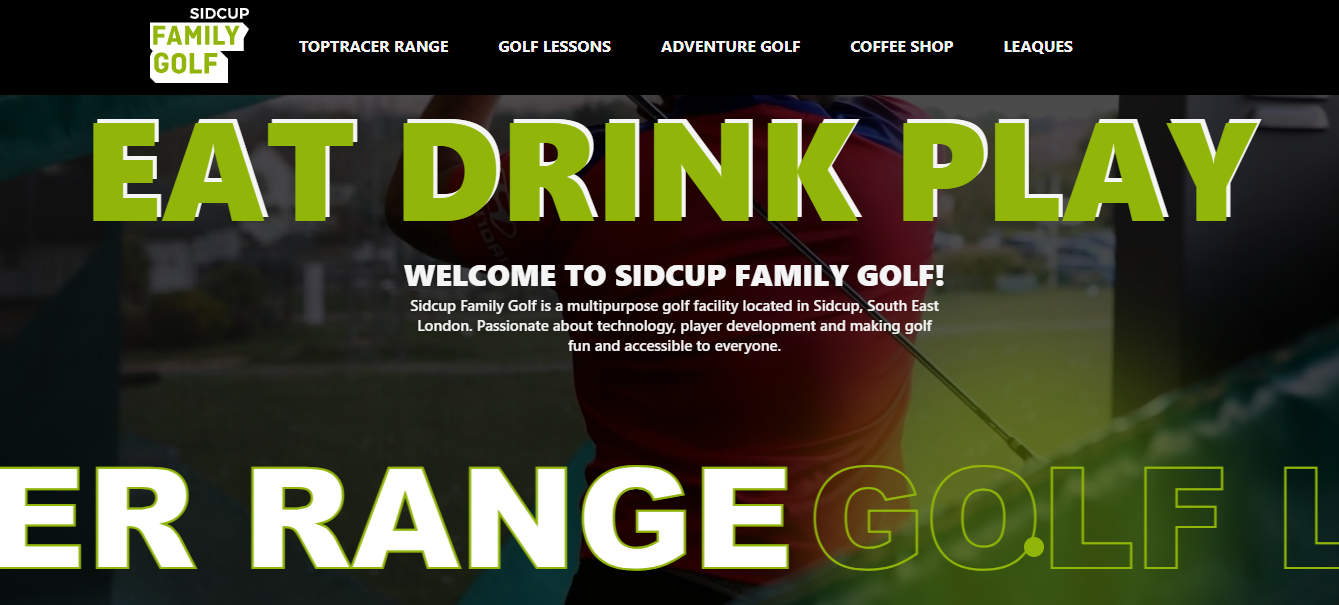 SIDCUP
FAMILY
GOLF
TOPTRACER RANGE GOLF LESSONS ADVENTURE GOLF COFFEE SHOP LEAQUES
EAT DRINK PLAY
WELCOME TO SIDCUP FAMILY GOLF!
Sidcup Family Golf is a multipurpose golf facility located in Sidcup, South East
London. Passionate about technology, player development and making golf
fun and accessible to everyone.
ER RANGE GOLF L